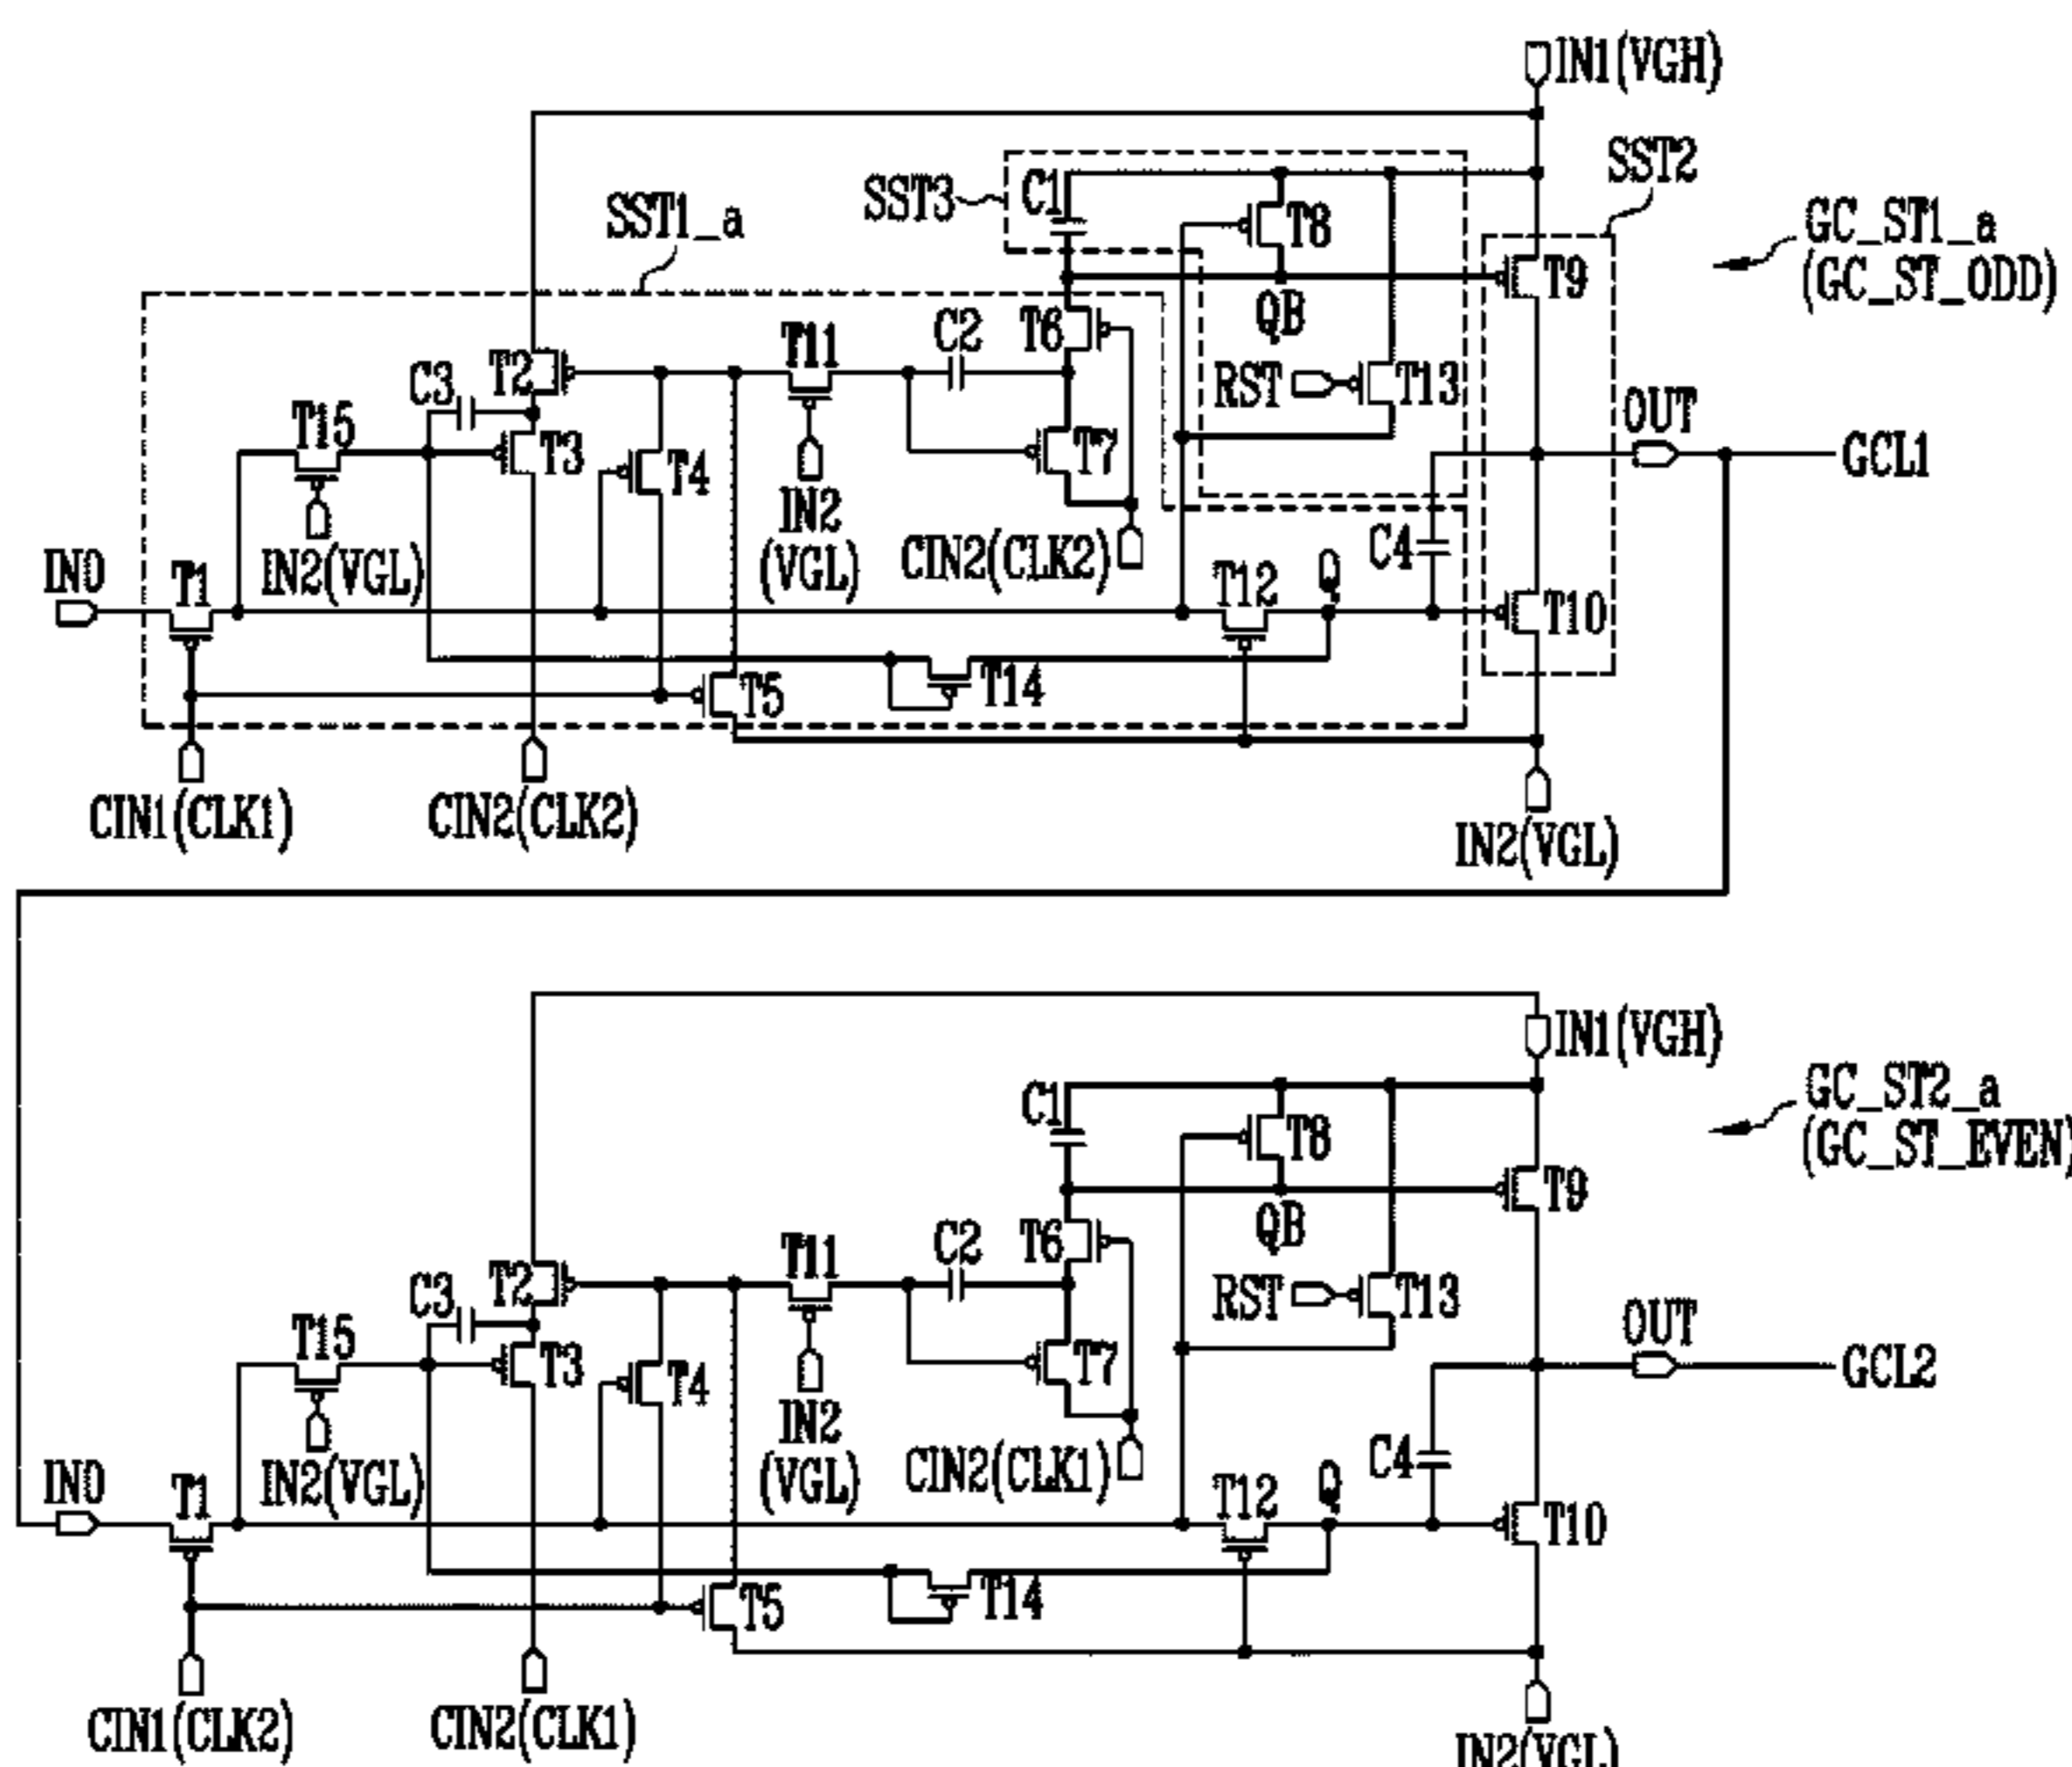 IN1(VGH)
SST2
SST3
C1
T8
SST1_a
GC_ST1_a
(GC_ST_ODD)
T9
QB
T11
C2
T6
T2
C3
RST
T13
OUT
T15
T3
T4
T7
GCL1
IN2
(VGL)
CIN2(CLK2)
C4
IN0
T1
IN2(VGL)
T12
Q
T10
T5
T14
CIN1(CLK1)
CIN2(CLK2)
IN2(VGL)
IN1(VGH)
C1
T8
GC_ST2_a
(GC_ST_EVEN)
T9
QB
T11
C2
T6
T2
C3
RST
T13
OUT
T15
T3
T4
T7
GCL2
IN2
(VGL)
CIN2(CLK1)
C4
IN0
T1
IN2(VGL)
T12
Q
T10
T5
T14
CIN1(CLK2)
CIN2(CLK1)
IN2(VGL)